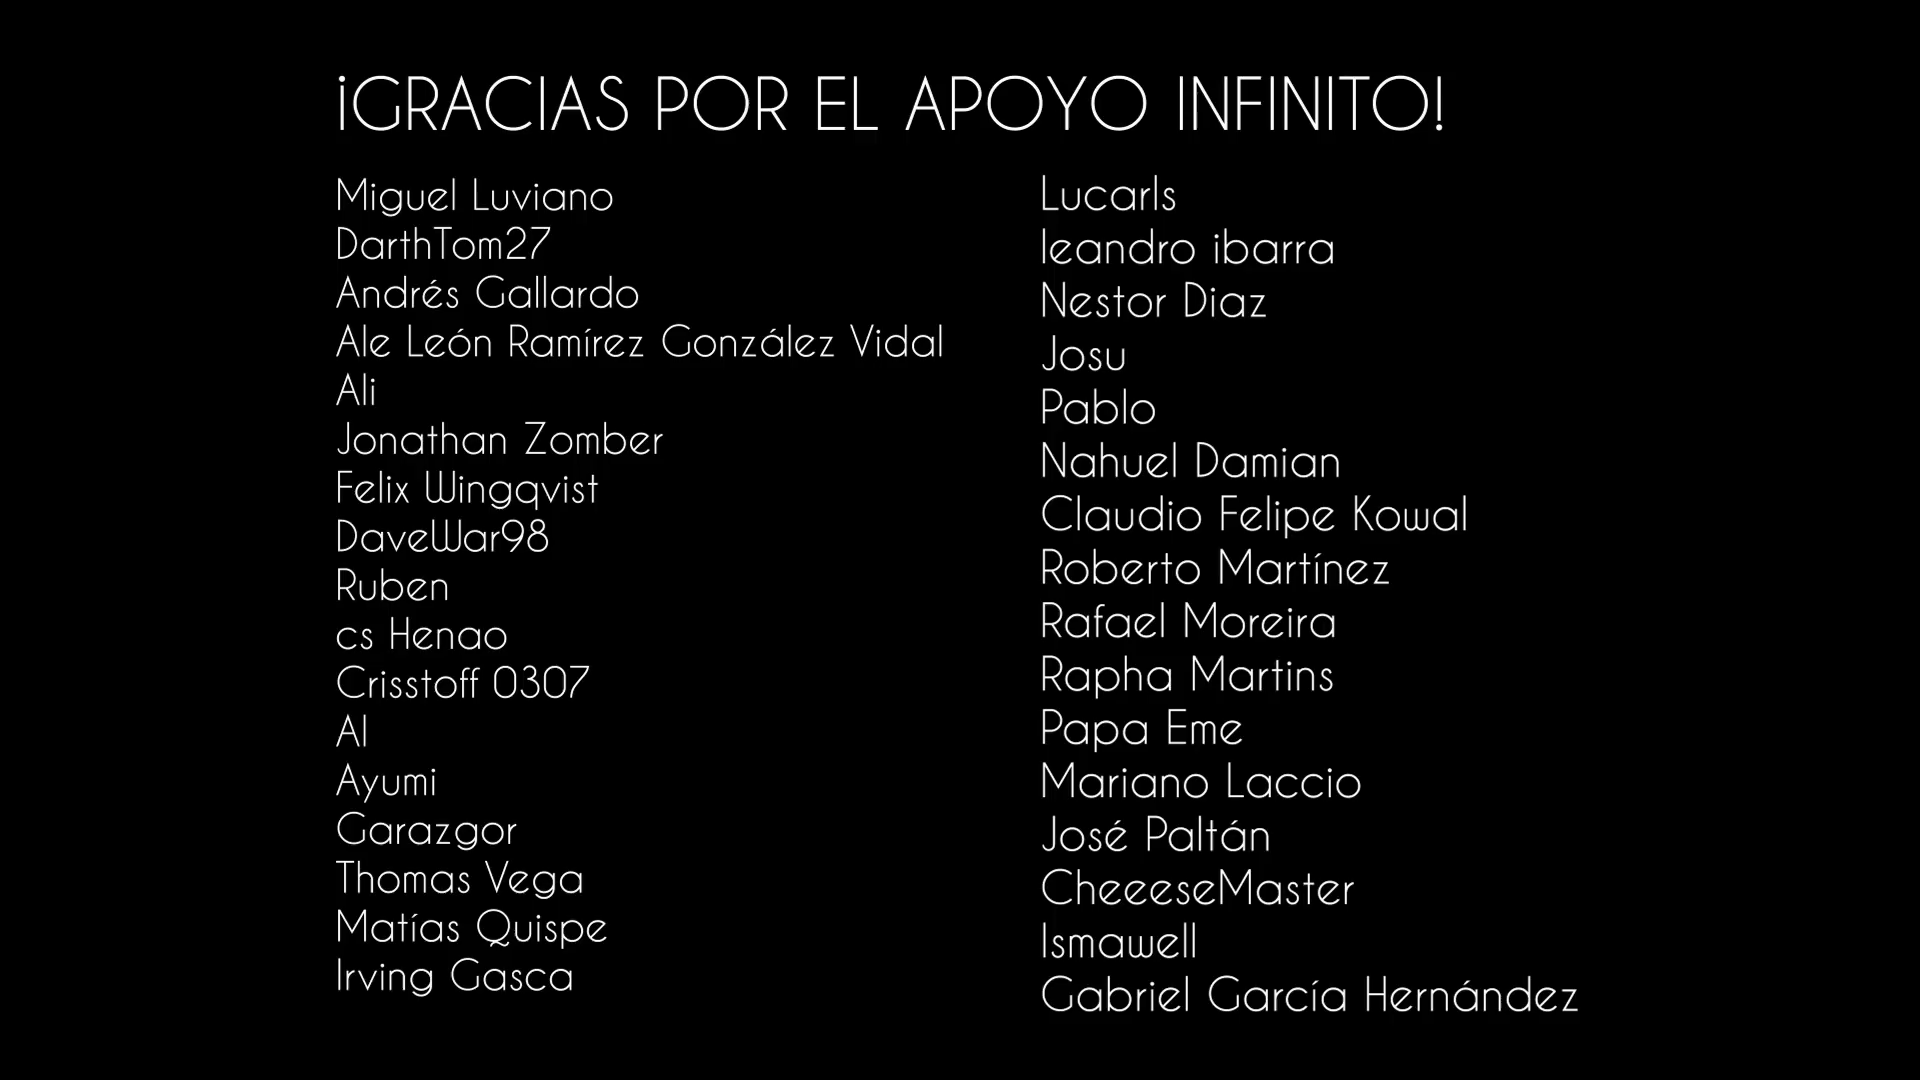 ¡GRACIAS POR EL APOYO INFINITO!
Miguel Luviano
DarthTom27
Andrés Gallardo
Ale León Ramírez González Vidal
Ali
Jonathan Zomber
Felix Wingqvist
DaveWar98
Ruben
cs Henao
Crisstoff 0307
Al
Ayumi
Garazgor
Thomas Vega
Matías Quispe
Irving Gasca
Lucarls
leandro ibarra
Nestor Diaz
Josu
Pablo
Nahuel Damian
Claudio Felipe Kowal
Roberto Martínez
Rafael Moreira
Rapha Martins
Papa Eme
Mariano Laccio
José Paltán
CheeeseMaster
Ismawell
Gabriel García Hernández